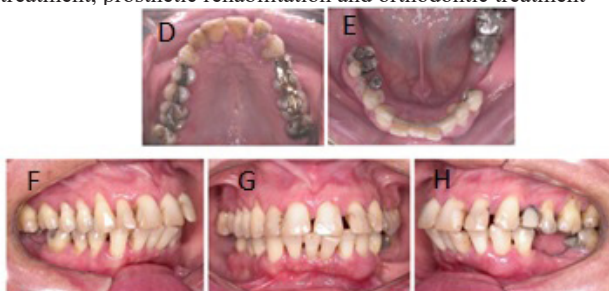 treatment, prosthetic rehabilitation and orthodontic treatment
D
E
F
G
H